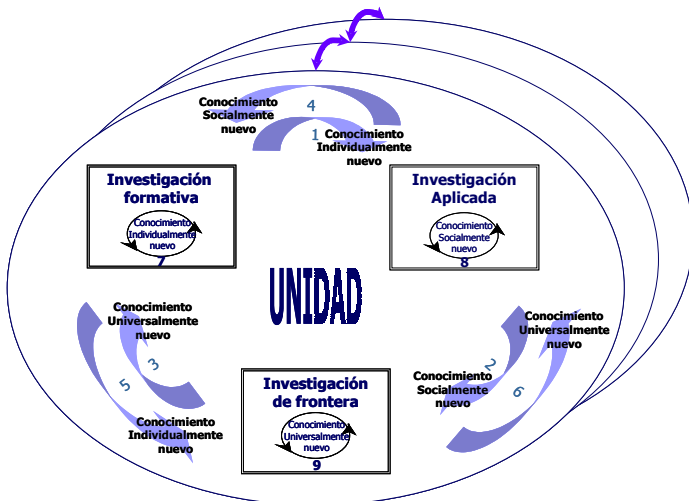 Conocimiento
Socialmente
nuevo
4
1
Conocimiento
Individualmente
nuevo
Investigación
formativa
Conocimiento
Individualmente
nuevo
7
Investigación
Aplicada
Conocimiento
Socialmente
nuevo
8
UNIDAD
Conocimiento
Universalmente
nuevo
3
5
Conocimiento
Individualmente
nuevo
Conocimiento
Universalmente
nuevo
2
6
Conocimiento
Socialmente
nuevo
Investigación
de frontera
Conocimiento
Universalmente
nuevo
9